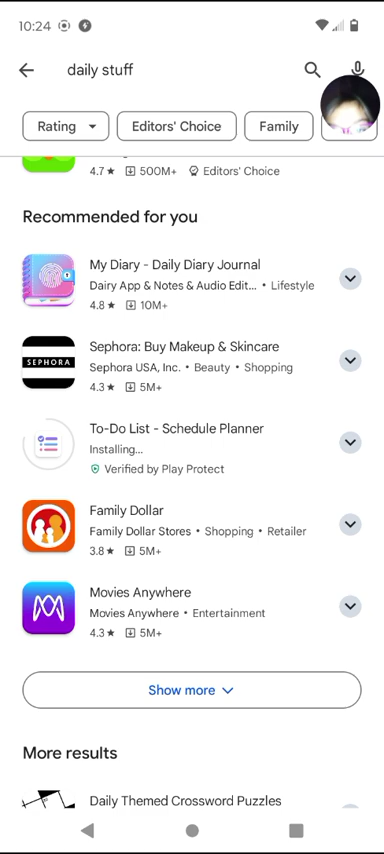 10:24
daily stuff
Rating
Editors' Choice
Family
4.7★ 500M+ Editors' Choice
Recommended for you
My Diary - Daily Diary Journal
Dairy App & Notes & Audio Edit... • Lifestyle
4.8★ 10M+
SEPHORA
Sephora: Buy Makeup & Skincare
Sephora USA, Inc. • Beauty • Shopping
4.3★ 5M+
To-Do List - Schedule Planner
Installing...
Verified by Play Protect
Family Dollar
Family Dollar Stores • Shopping • Retailer
3.8★ 5M+
Movies Anywhere
Movies Anywhere • Entertainment
4.3★ 5M+
Show more
More results
Daily Themed Crossword Puzzles